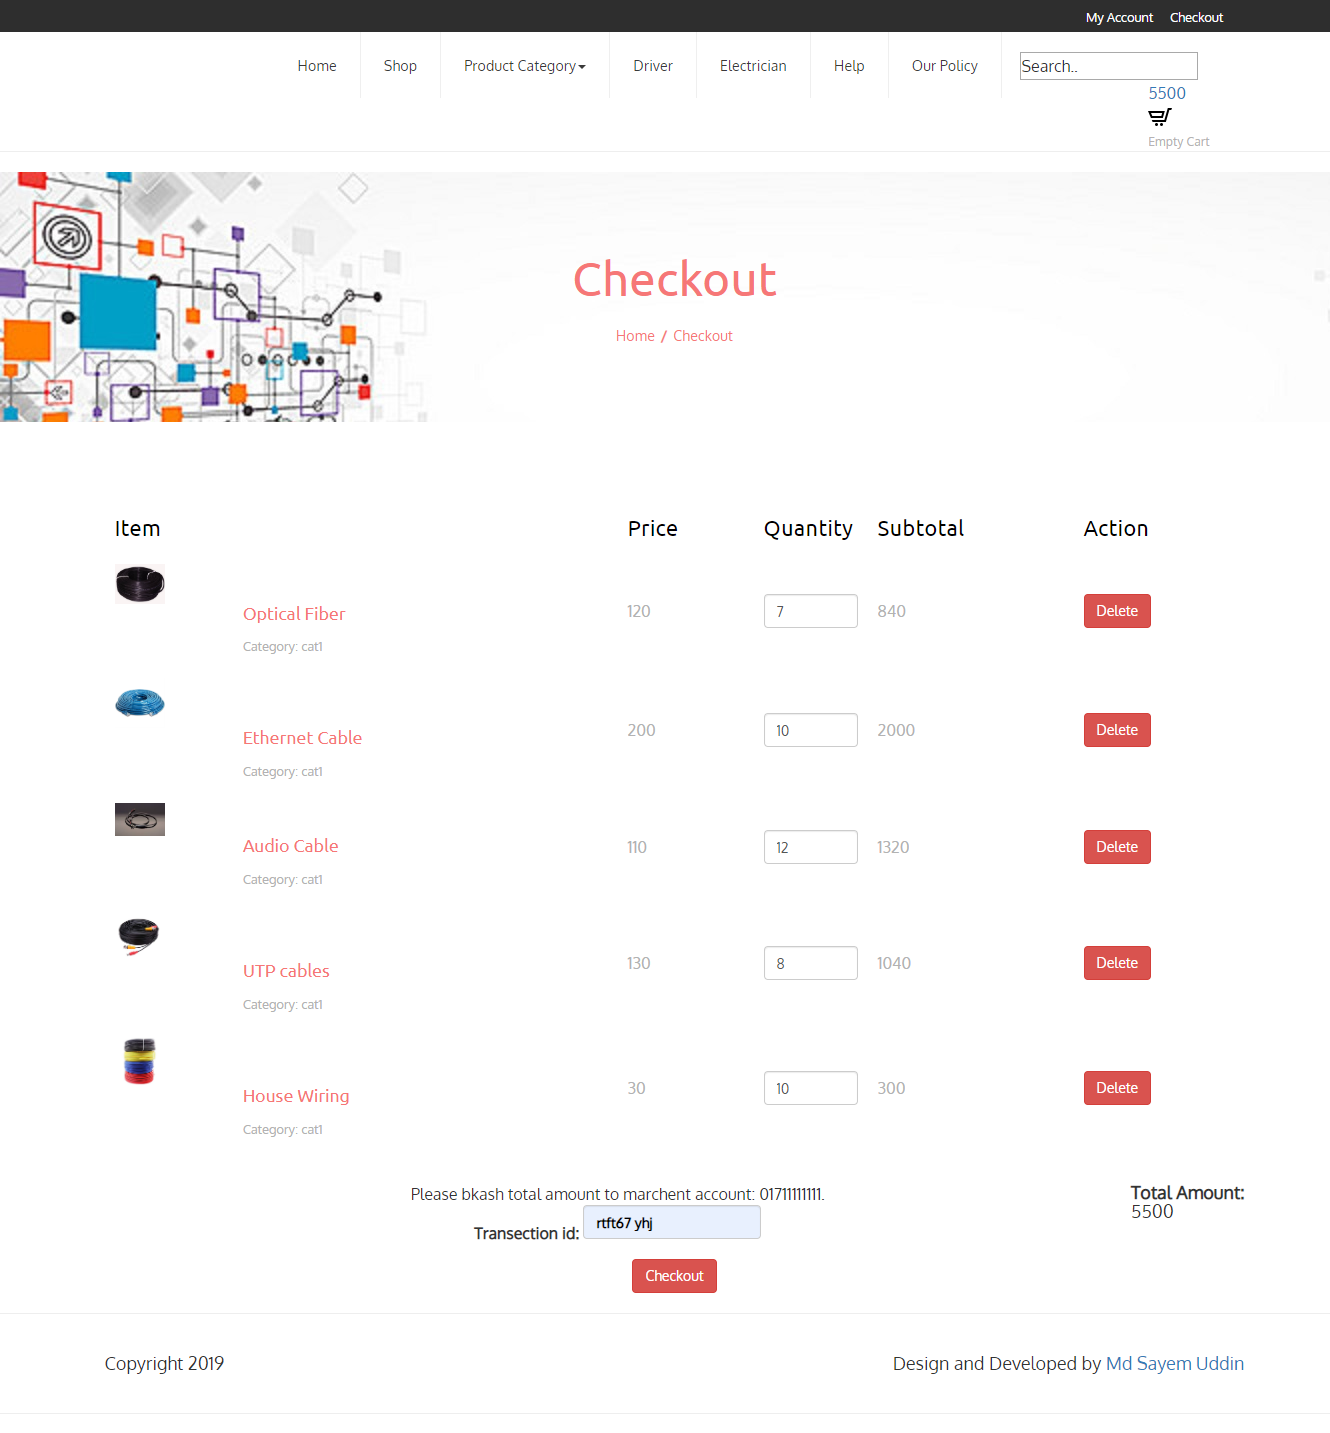 My Account Checkout
Home Shop Product Category Driver Electrician Help Our Policy Search..
5500
Empty Cart
Checkout
Home / Checkout
Item Price Quantity Subtotal Action
Optical Fiber 120 7 840 Delete
Category: cat1
Ethernet Cable 200 10 2000 Delete
Category: cat1
Audio Cable 110 12 1320 Delete
Category: cat1
UTP cables 130 8 1040 Delete
Category: cat1
House Wiring 30 10 300 Delete
Category: cat1
Please bkash total amount to marchent account: 01711111111. Total Amount:
5500
Transection id: rtft67 yhj
Checkout
Copyright 2019 Design and Developed by Md Sayem Uddin